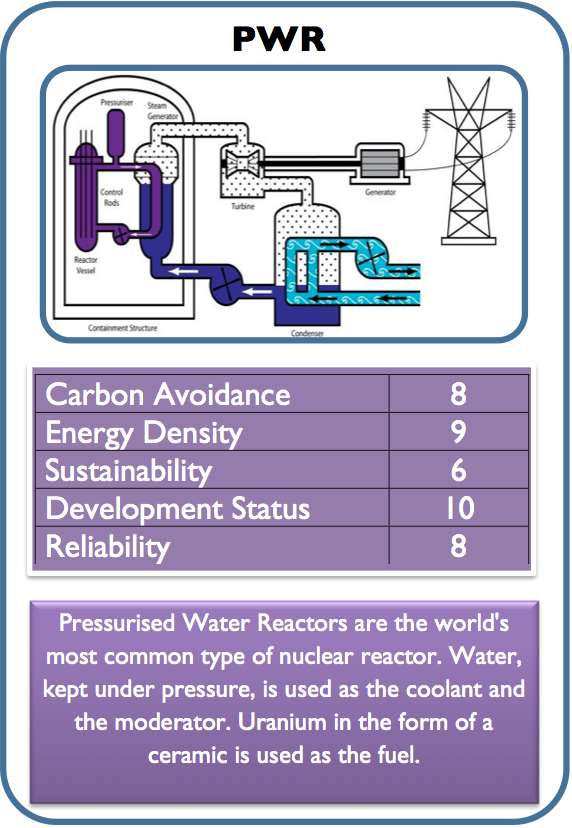 PWR
Pressuriser
Steam
Generator
Control
Rods
Reactor
Vessel
Turbine
Generator
Containment Structure
Condenser
Carbon Avoidance 8
Energy Density 9
Sustainability 6
Development Status 10
Reliability 8
Pressurised Water Reactors are the world's
most common type of nuclear reactor. Water,
kept under pressure, is used as the coolant and
the moderator. Uranium in the form of a
ceramic is used as the fuel.